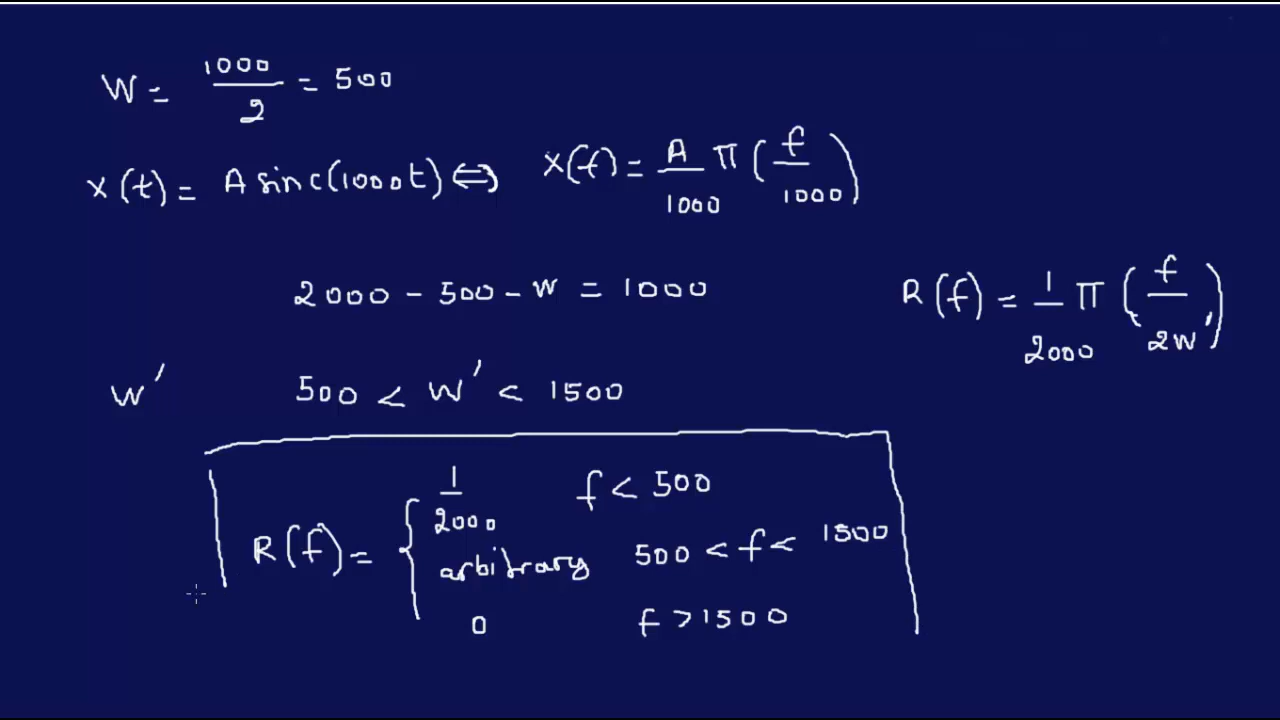 W = 1000/2 = 500
x(t) = A sinc(1000t) ⇔ x(f) = A/1000 Π (f/1000)
2000 - 500 - W = 1000
R(f) = 1/2000 Π (f/2W')
W' 500 < W' < 1500
R(f) = { 1/2000 f < 500
arbitrary 500 < f < 1500
0 f > 1500